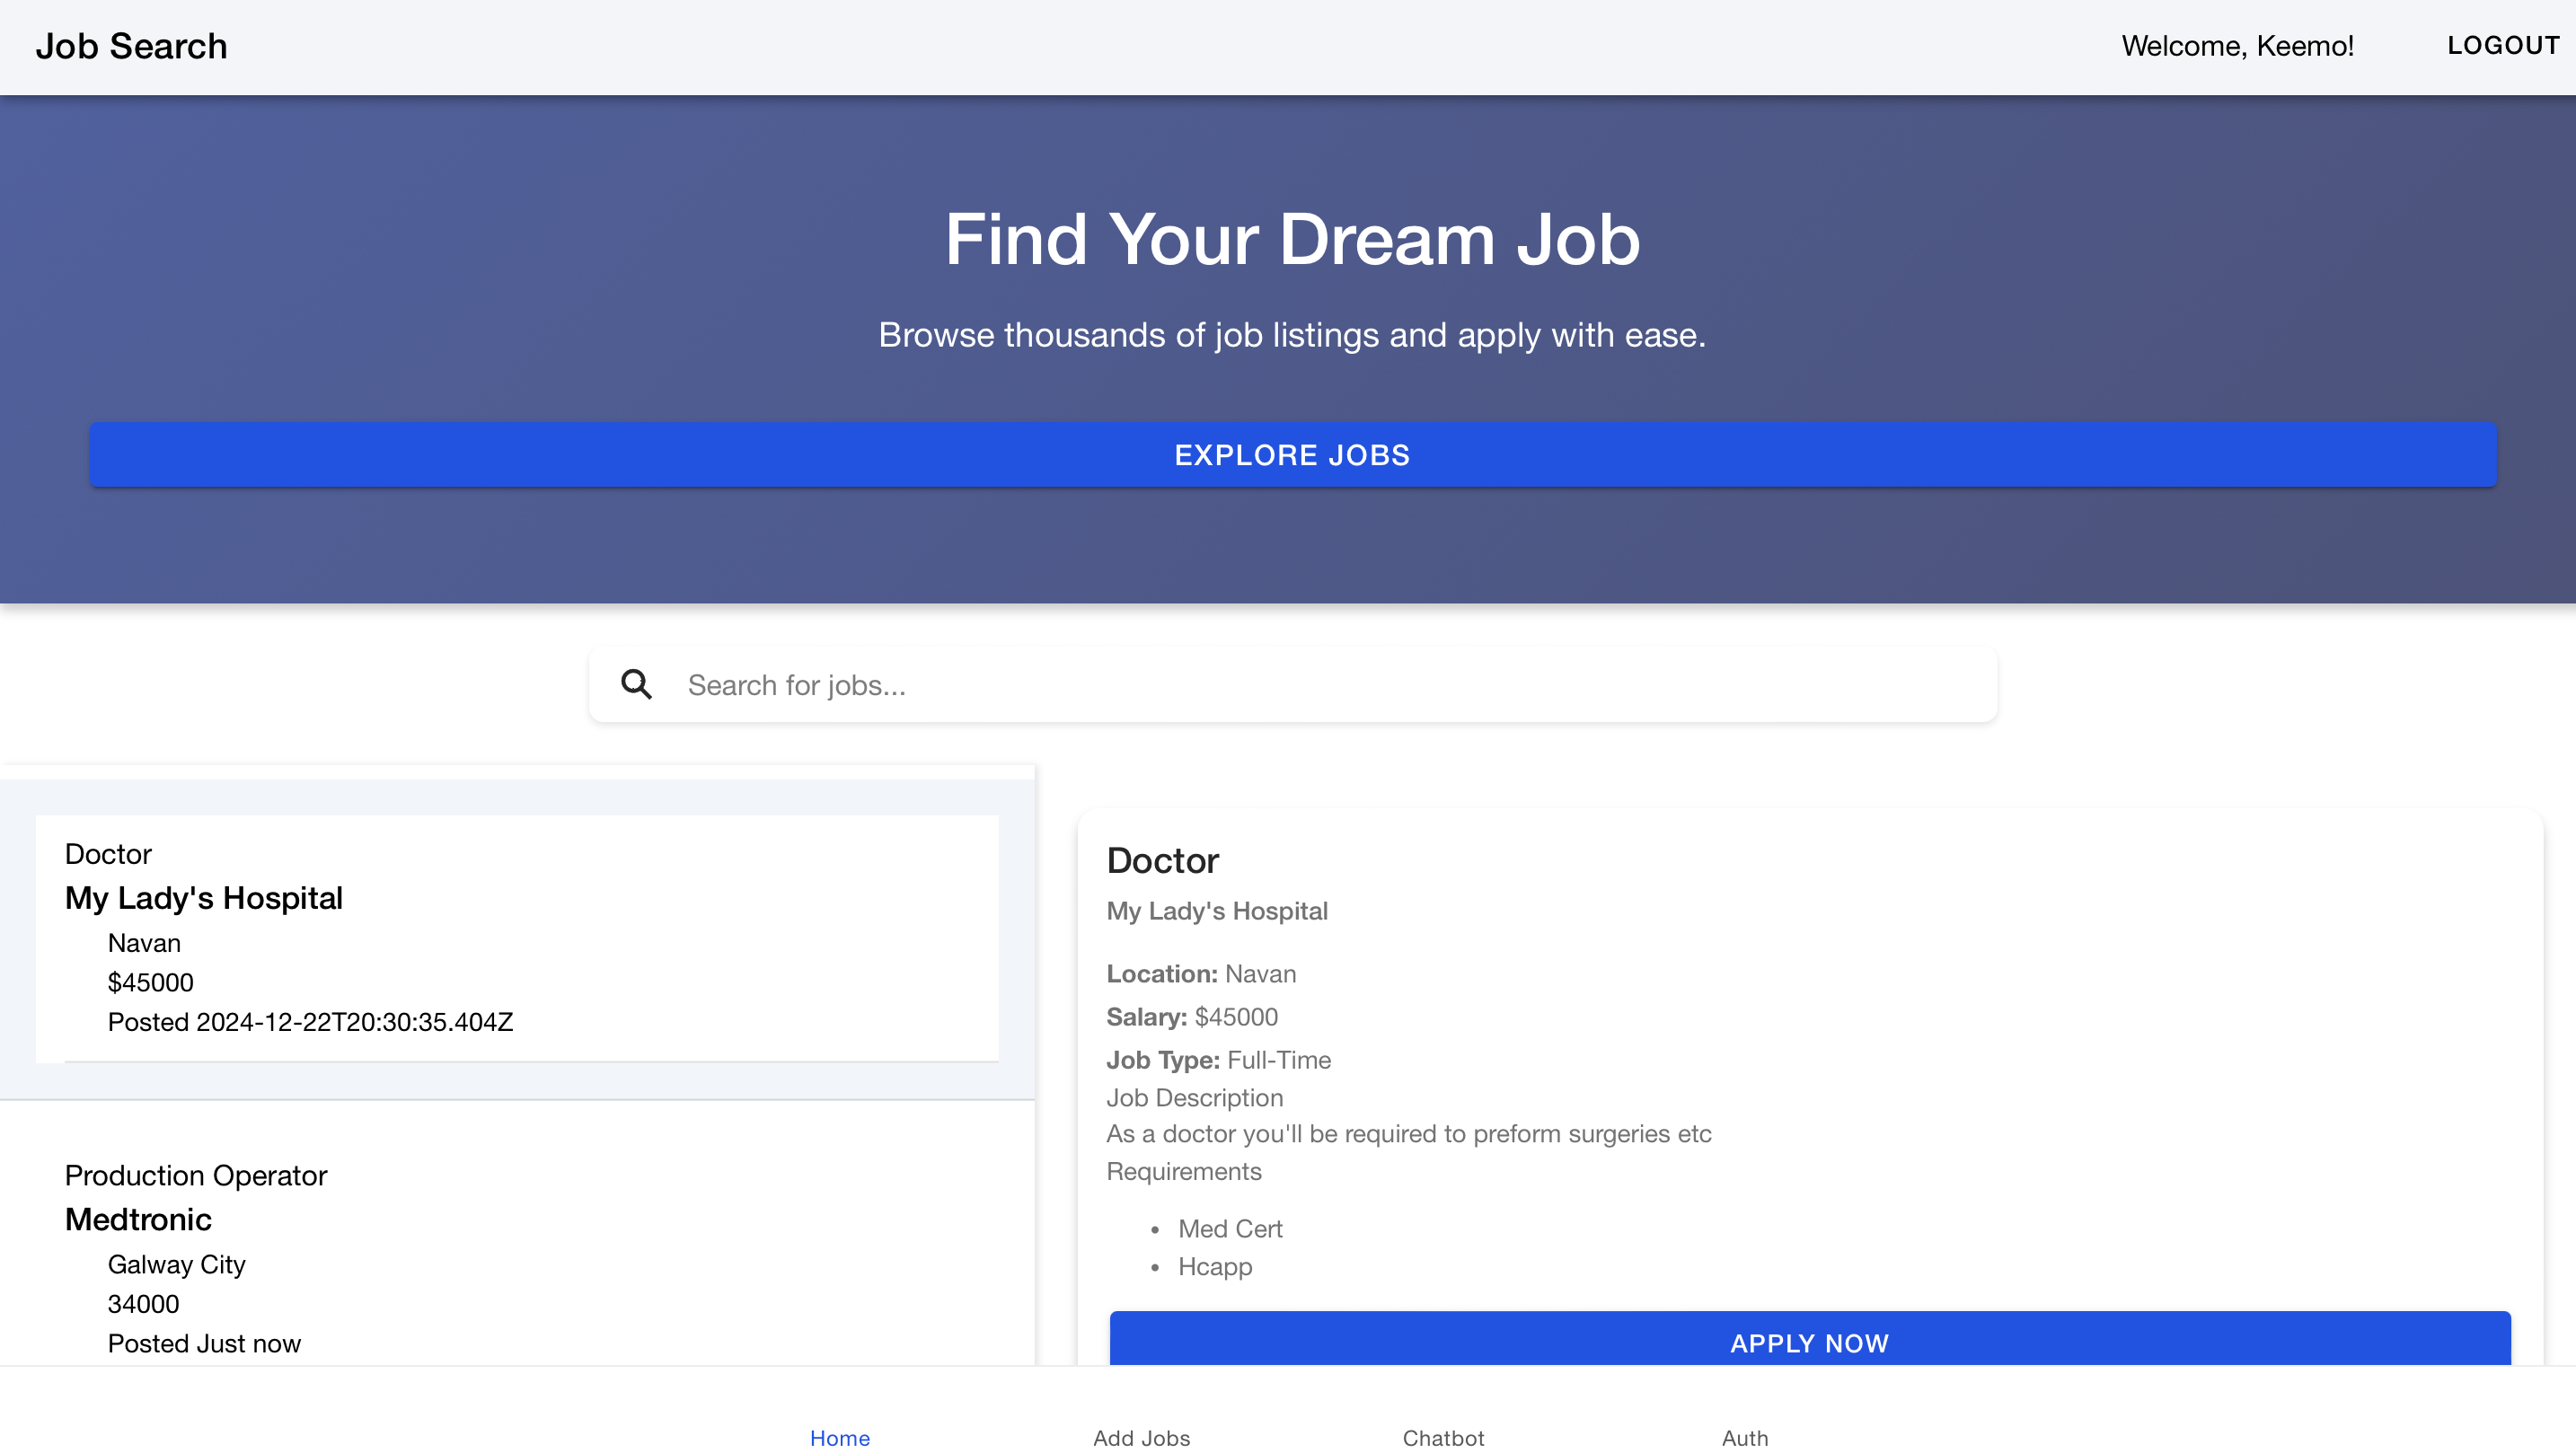 Job Search
Welcome, Keemo!
LOGOUT
Find Your Dream Job
Browse thousands of job listings and apply with ease.
EXPLORE JOBS
Search for jobs...
Doctor
My Lady's Hospital
Navan
$45000
Posted 2024-12-22T20:30:35.404Z
Production Operator
Medtronic
Galway City
34000
Posted Just now
Doctor
My Lady's Hospital
Location: Navan
Salary: $45000
Job Type: Full-Time
Job Description
As a doctor you'll be required to preform surgeries etc
Requirements
• Med Cert
• Hcapp
APPLY NOW
Home
Add Jobs
Chatbot
Auth